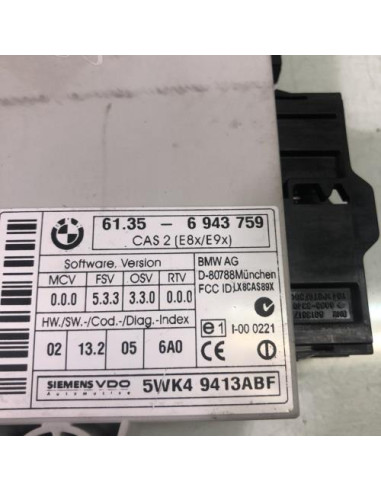 BMW
61.35 - 6 943 759
CAS 2 (E8x/E9x)
Software, Version
MCV FSV OSV RTV
0.0.0 5.3.3 3.3.0 0.0.0
BMW AG
D-80788München
FCC ID:LX8CAS89X
HW./SW.-/Cod.-/Diag.-Index
02 13.2 05 6A0
e1 I-00 0221
SIEMENS VDO
Automotive
5WK4 9413ABF